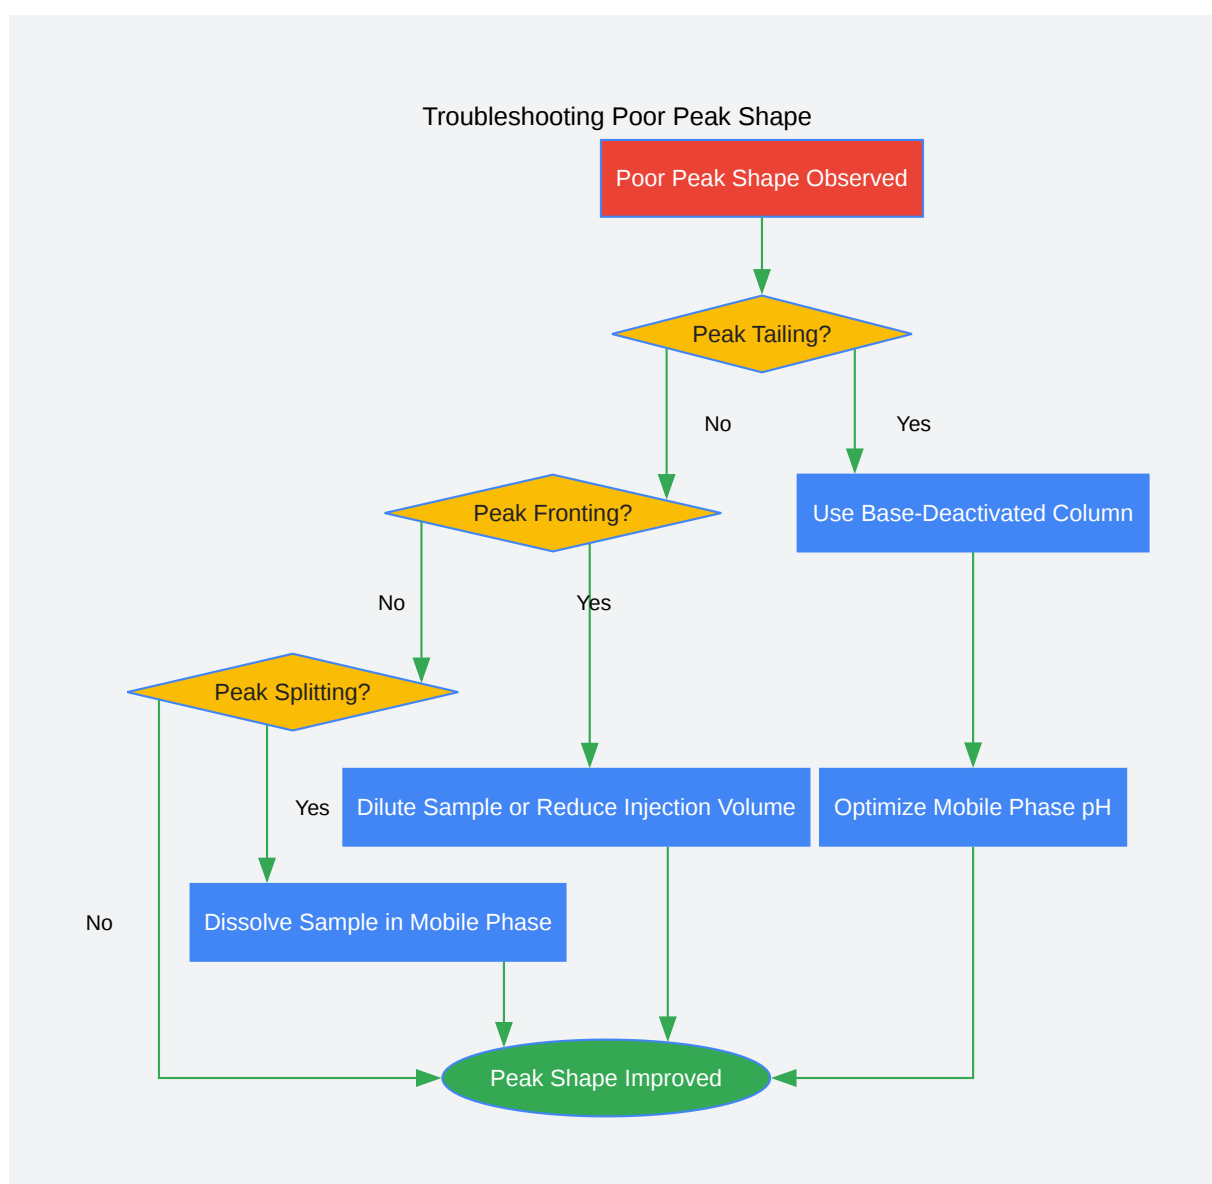 Troubleshooting Poor Peak Shape
Poor Peak Shape Observed
Peak Tailing?
No
Yes
Peak Fronting?
Use Base-Deactivated Column
No
Yes
Peak Splitting?
Yes
Dilute Sample or Reduce Injection Volume
Optimize Mobile Phase pH
No
Dissolve Sample in Mobile Phase
Peak Shape Improved